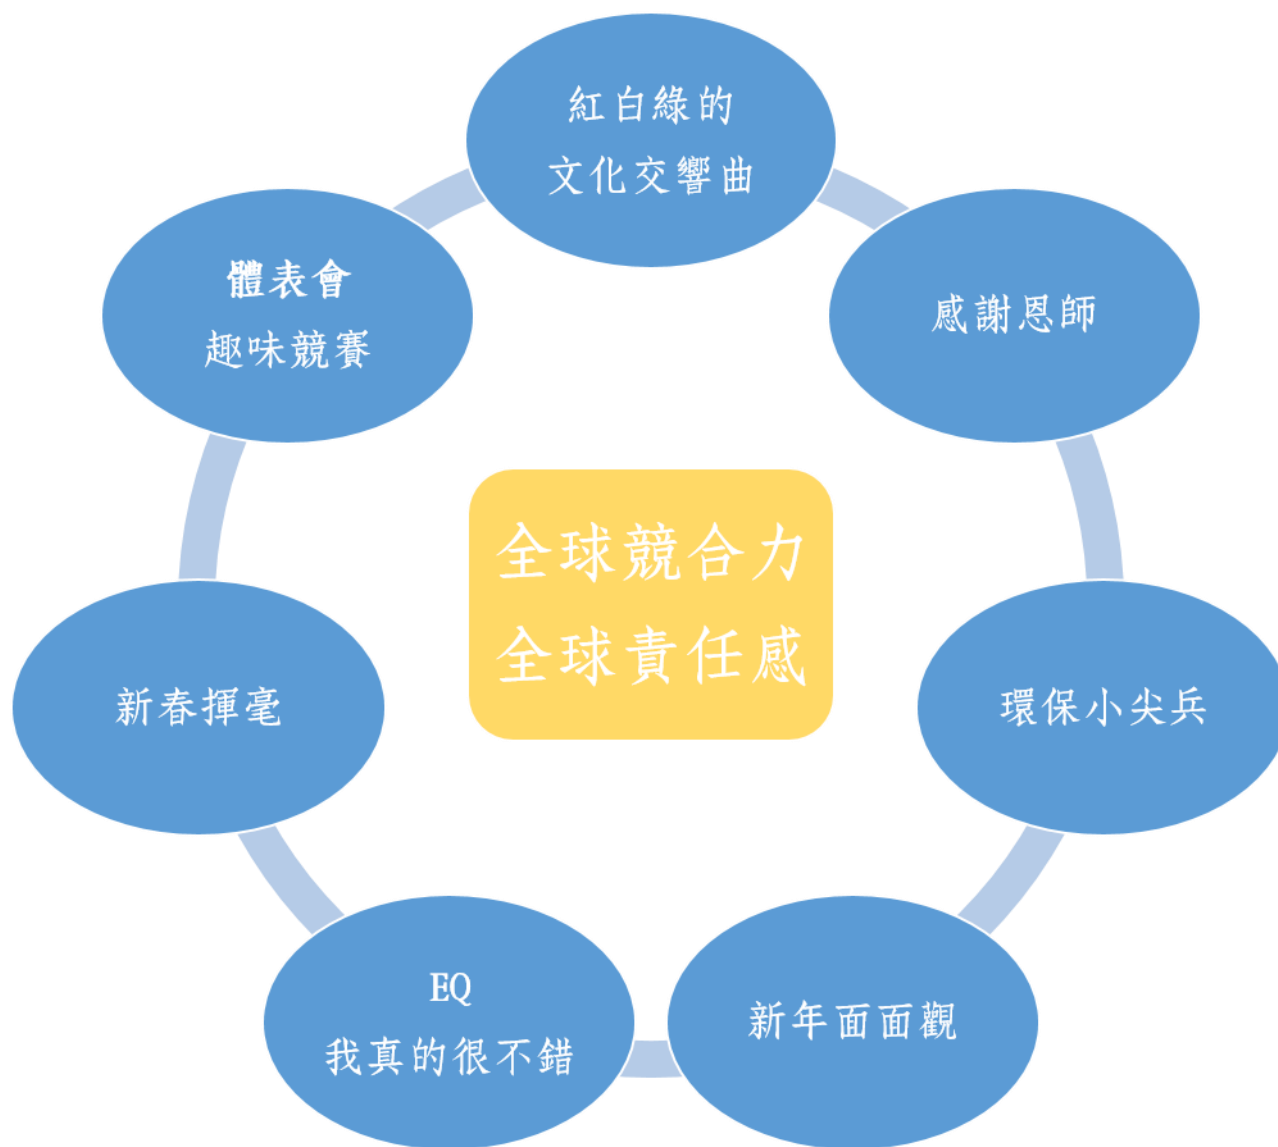 紅白綠的
文化交響曲
感謝恩師
環保小尖兵
新年面面觀
EQ
我真的很不錯
新春揮毫
體表會
趣味競賽
全球競合力
全球責任感